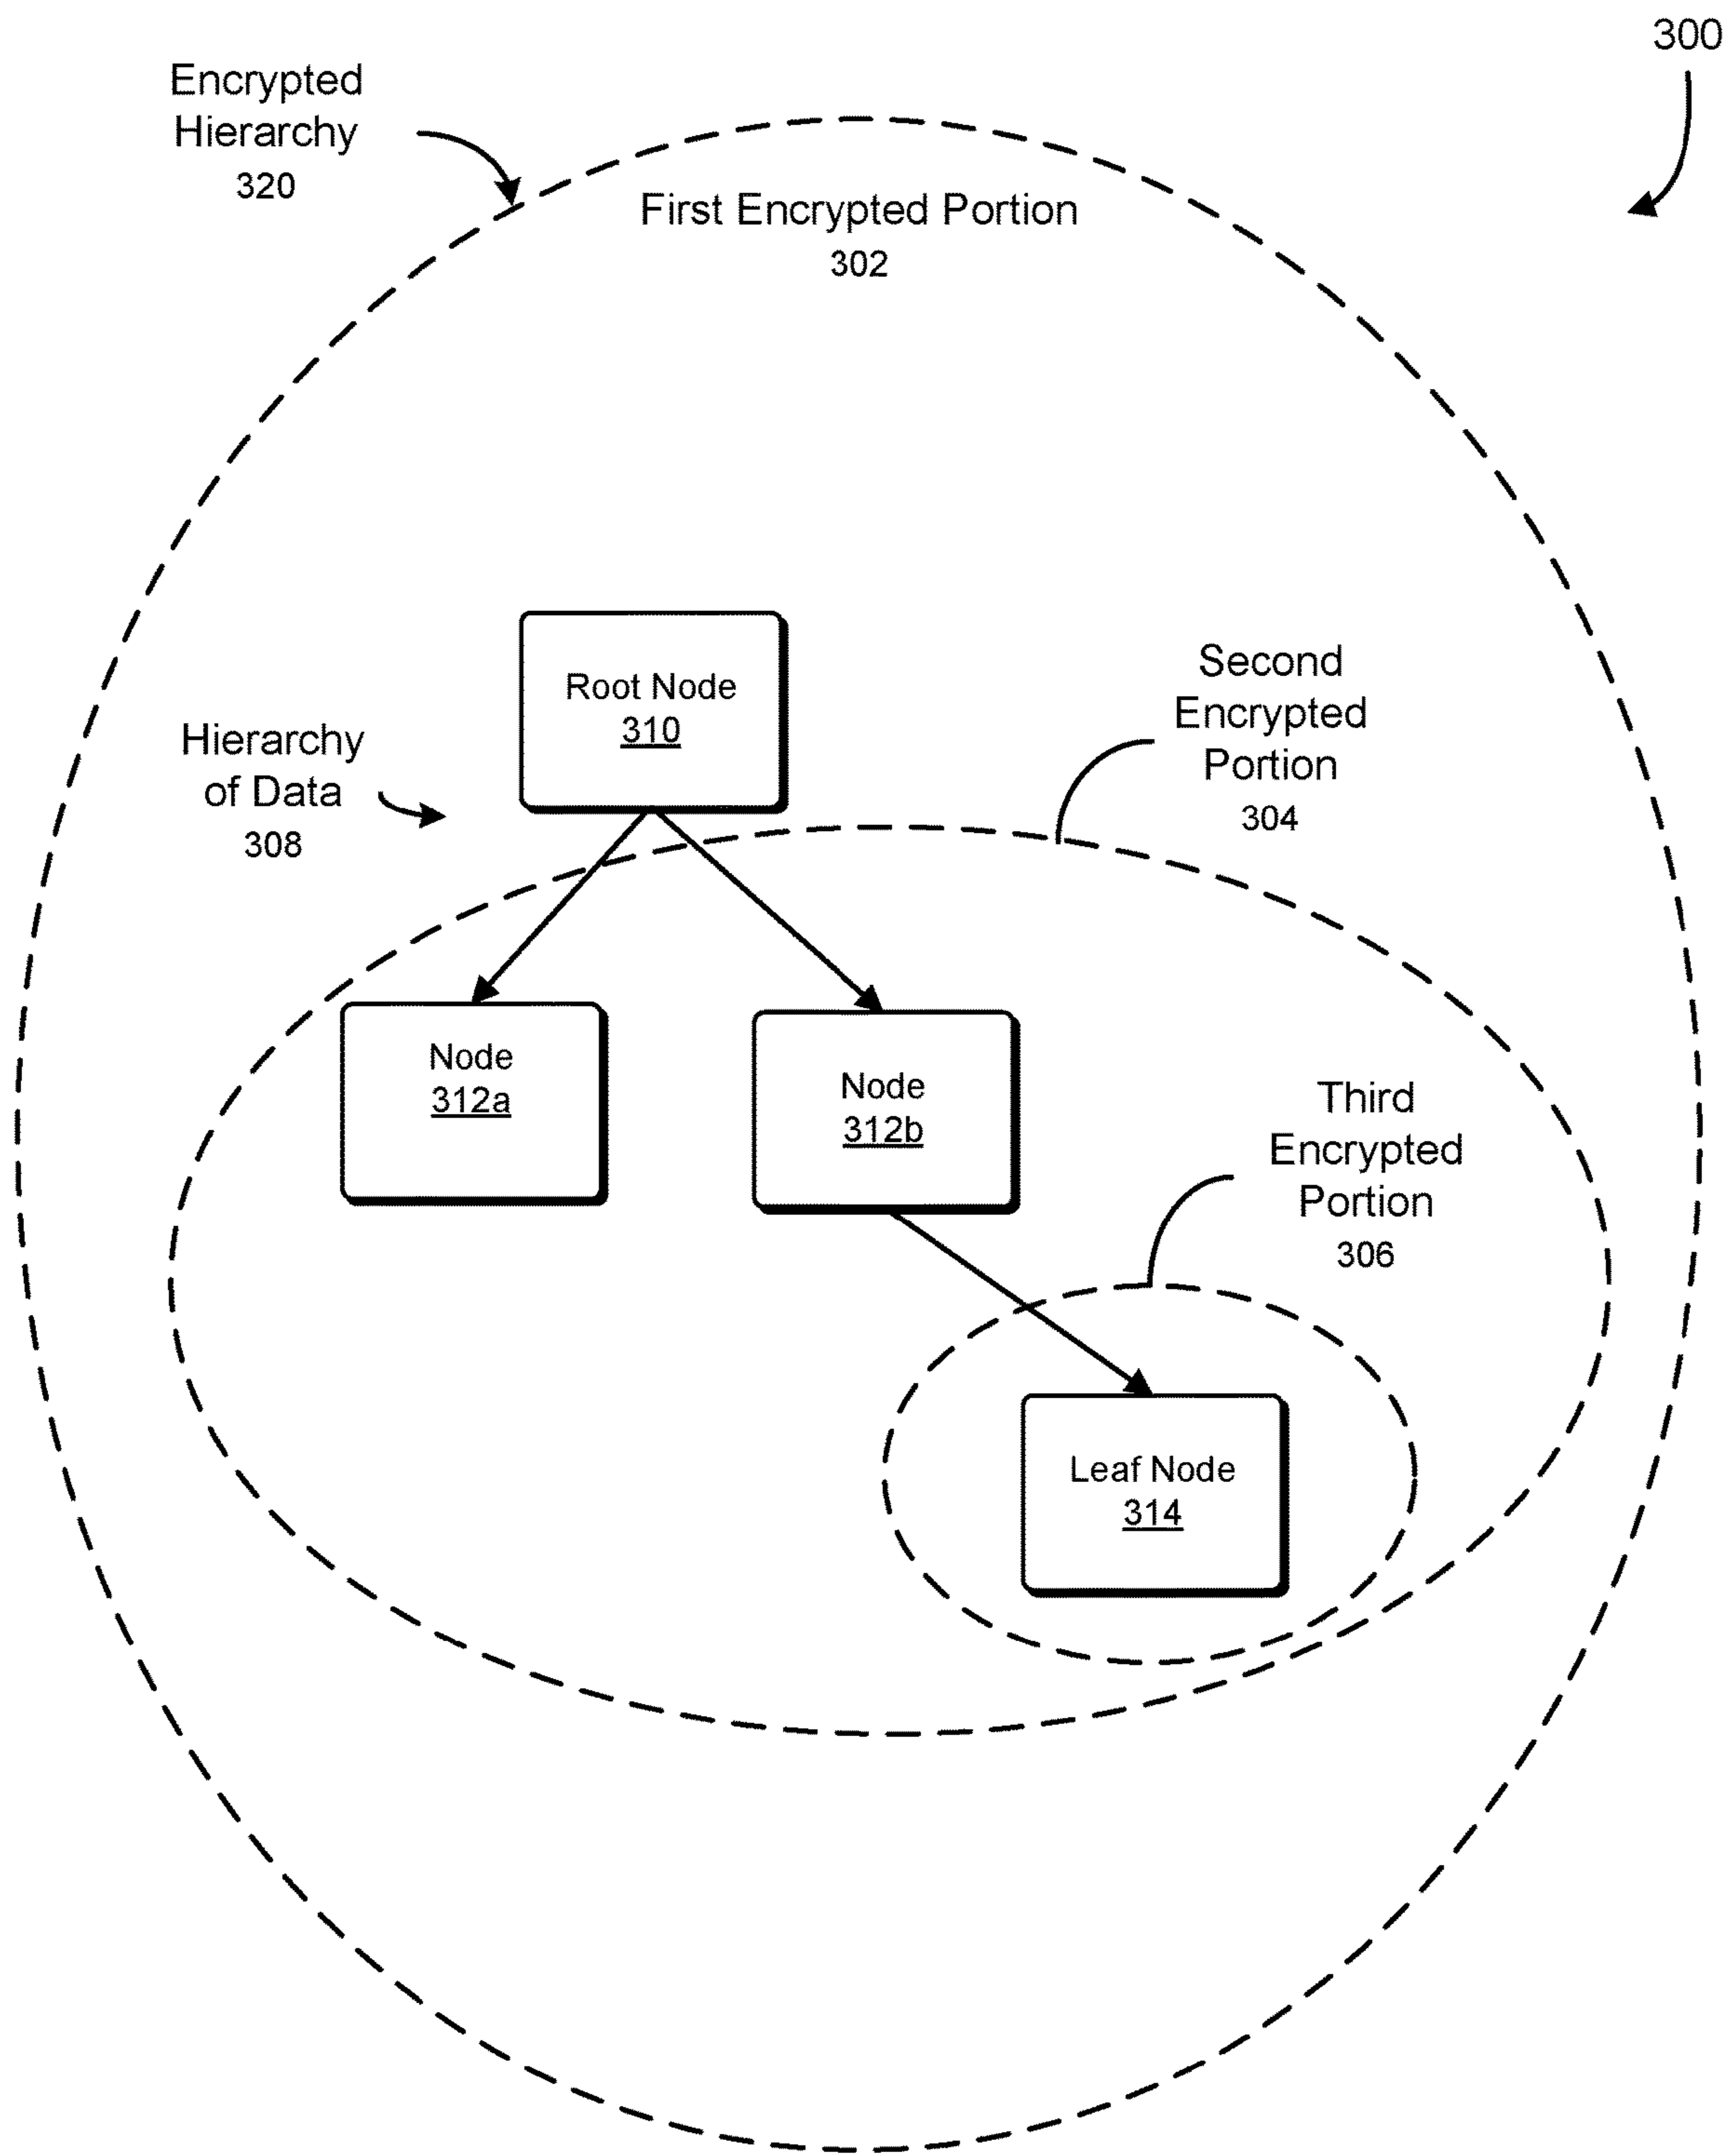 300
Encrypted
Hierarchy
320
First Encrypted Portion
302
Root Node
310
Second
Encrypted
Portion
304
Hierarchy
of Data
308
Node
312a
Node
312b
Third
Encrypted
Portion
306
Leaf Node
314